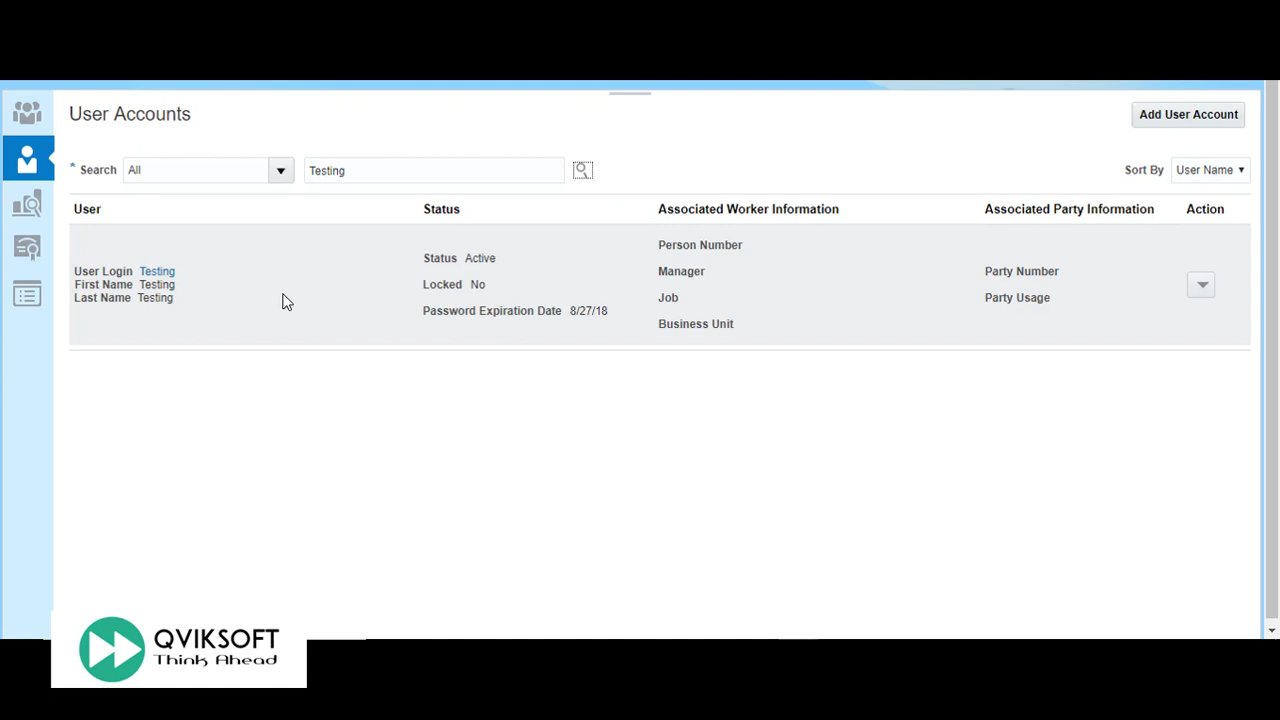 User Accounts
Add User Account
* Search All Testing Sort By User Name
User Status Associated Worker Information Associated Party Information Action
User Login Testing
First Name Testing
Last Name Testing
Status Active
Locked No
Password Expiration Date 8/27/18
Person Number
Manager
Job
Business Unit
Party Number
Party Usage
QVIKSOFT
Think Ahead